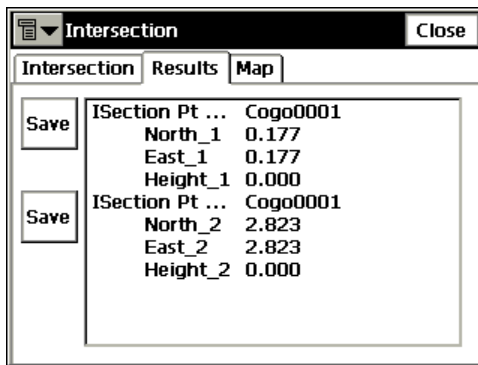 Intersection Close
Intersection Results Map
Save
ISection Pt ... Cogo0001
North_1 0.177
East_1 0.177
Height_1 0.000
Save
ISection Pt ... Cogo0001
North_2 2.823
East_2 2.823
Height_2 0.000